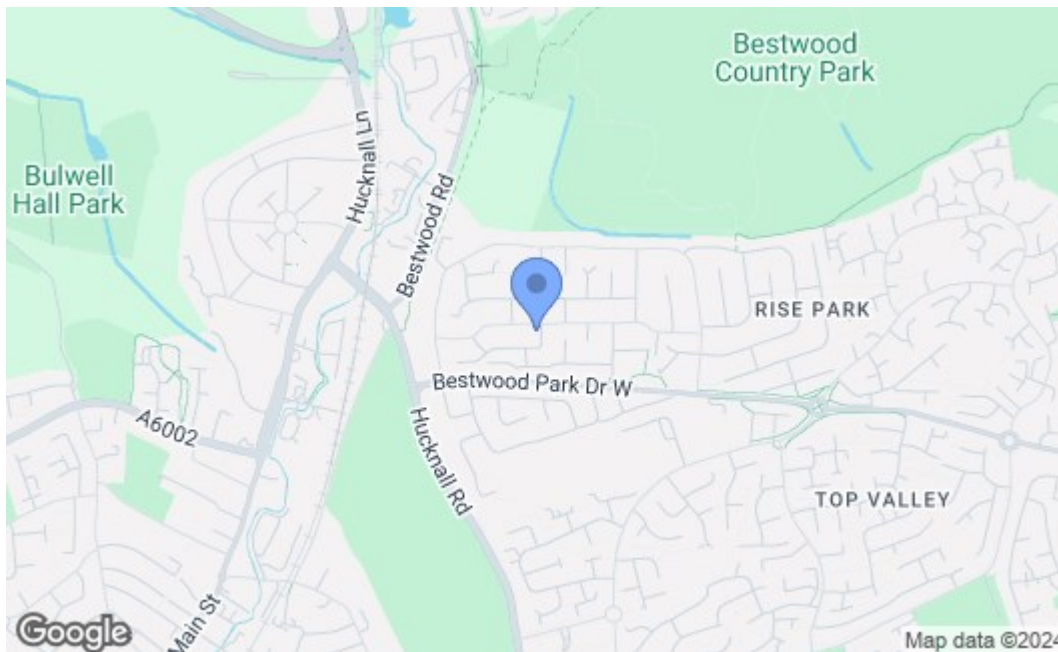 Bestwood
Country Park
Hucknall Ln
Bulwell
Hall Park
Bestwood Rd
RISE PARK
Bestwood Park Dr W
A6002
Hucknall Rd
TOP VALLEY
Main St
Google
Map data ©2024